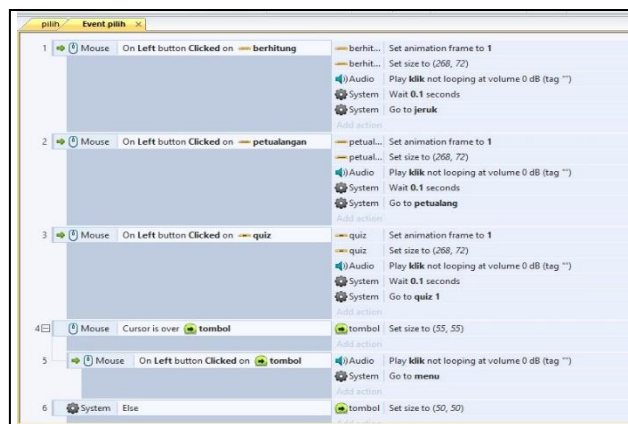 pilih Event pilih ×
1 Mouse On Left button Clicked on berhitung
berhit... Set animation frame to 1
berhit... Set size to (268, 72)
Audio Play klik not looping at volume 0 dB (tag "")
System Wait 0.1 seconds
System Go to jeruk
Add action
2 Mouse On Left button Clicked on petualangan
petual... Set animation frame to 1
petual... Set size to (268, 72)
Audio Play klik not looping at volume 0 dB (tag "")
System Wait 0.1 seconds
System Go to petualang
Add action
3 Mouse On Left button Clicked on quiz
quiz Set animation frame to 1
quiz Set size to (268, 72)
Audio Play klik not looping at volume 0 dB (tag "")
System Wait 0.1 seconds
System Go to quiz 1
Add action
4 Mouse Cursor is over tombol
tombol Set size to (55, 55)
Add action
5 Mouse On Left button Clicked on tombol
Audio Play klik not looping at volume 0 dB (tag "")
System Go to menu
Add action
6 System Else
tombol Set size to (50, 50)
Add action